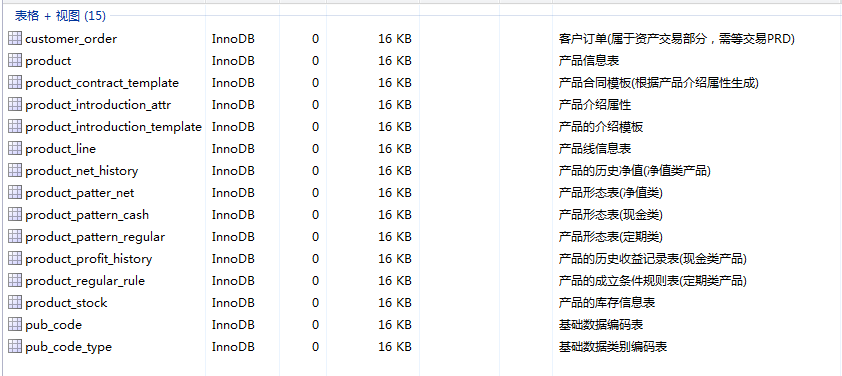 表格 + 视图 (15)
customer_order InnoDB 0 16 KB 客户订单(属于资产交易部分，需等交易PRD)
product InnoDB 0 16 KB 产品信息表
product_contract_template InnoDB 0 16 KB 产品合同模板(根据产品介绍属性生成)
product_introduction_attr InnoDB 0 16 KB 产品介绍属性
product_introduction_template InnoDB 0 16 KB 产品的介绍模板
product_line InnoDB 0 16 KB 产品线信息表
product_net_history InnoDB 0 16 KB 产品的历史净值(净值类产品)
product_patter_net InnoDB 0 16 KB 产品形态表(净值类)
product_pattern_cash InnoDB 0 16 KB 产品形态表(现金类)
product_pattern_regular InnoDB 0 16 KB 产品形态表(定期类)
product_profit_history InnoDB 0 16 KB 产品的历史收益记录表(现金类产品)
product_regular_rule InnoDB 0 16 KB 产品的成立条件规则表(定期类产品)
product_stock InnoDB 0 16 KB 产品的库存信息表
pub_code InnoDB 0 16 KB 基础数据编码表
pub_code_type InnoDB 0 16 KB 基础数据类别编码表